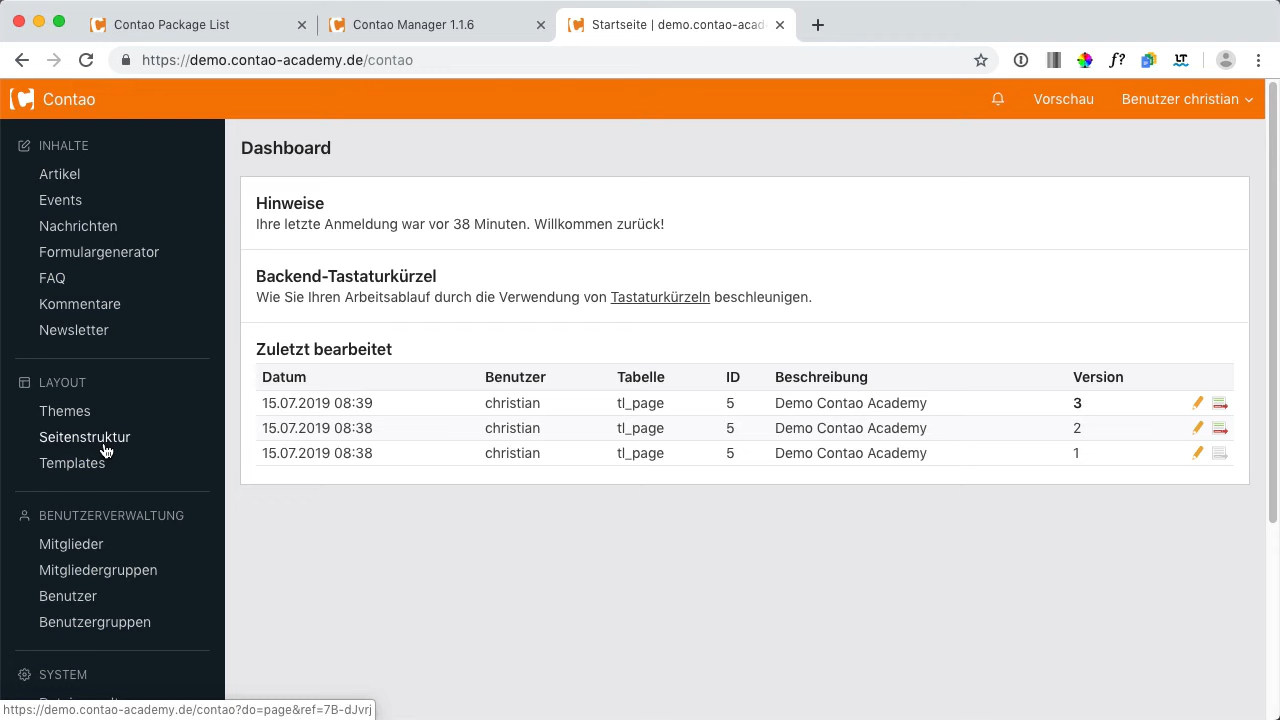 Contao Package List
Contao Manager 1.1.6
Startseite | demo.contao-acad
https://demo.contao-academy.de/contao
f?
LT
Contao
Vorschau
Benutzer christian
INHALTE
Artikel
Events
Nachrichten
Formulargenerator
FAQ
Kommentare
Newsletter
LAYOUT
Themes
Seitenstruktur
Templates
BENUTZERVERWALTUNG
Mitglieder
Mitgliedergruppen
Benutzer
Benutzergruppen
SYSTEM
https://demo.contao-academy.de/contao?do=page&ref=7B-dJvrj
Dashboard
Hinweise
Ihre letzte Anmeldung war vor 38 Minuten. Willkommen zurück!
Backend-Tastaturkürzel
Wie Sie Ihren Arbeitsablauf durch die Verwendung von Tastaturkürzeln beschleunigen.
Zuletzt bearbeitet
Datum Benutzer Tabelle ID Beschreibung Version
15.07.2019 08:39 christian tl_page 5 Demo Contao Academy 3
15.07.2019 08:38 christian tl_page 5 Demo Contao Academy 2
15.07.2019 08:38 christian tl_page 5 Demo Contao Academy 1